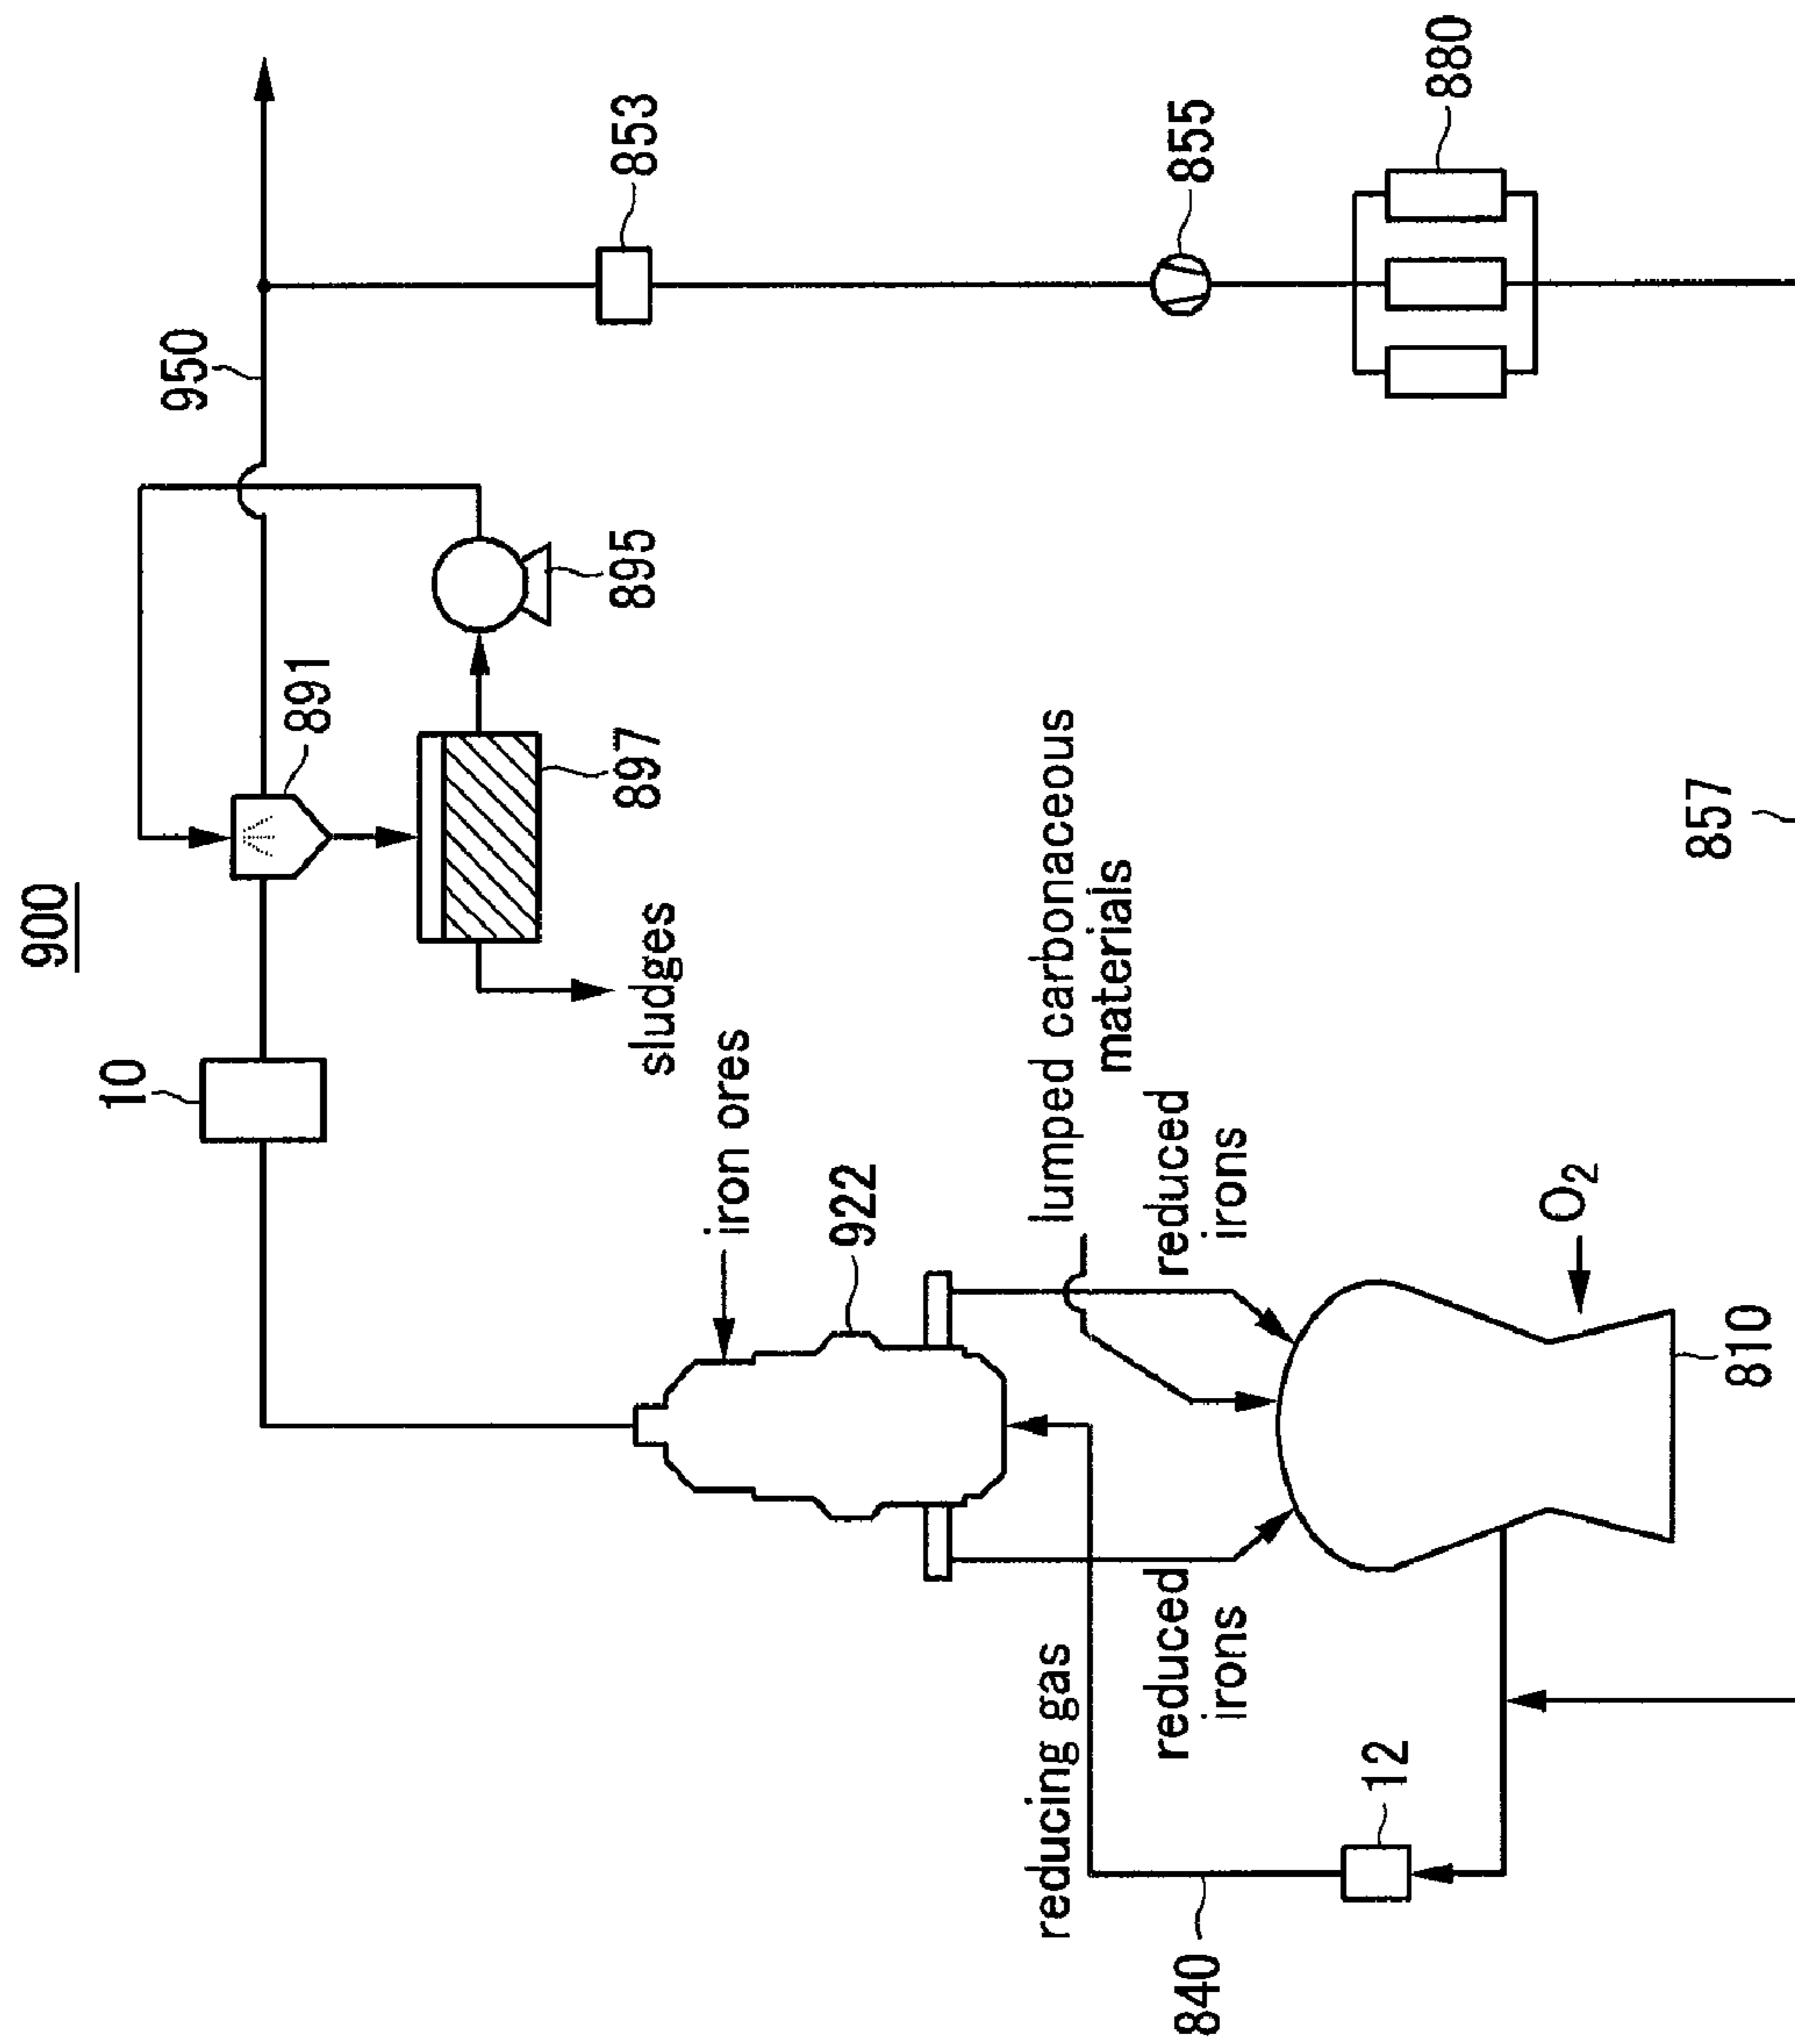 900
10
950
891
853
895
897
sludges
iron ores
922
lumped carbonaceous
materials
855
880
reducing gas
reduced
irons
reduced
irons
840
12
O₂
810
857